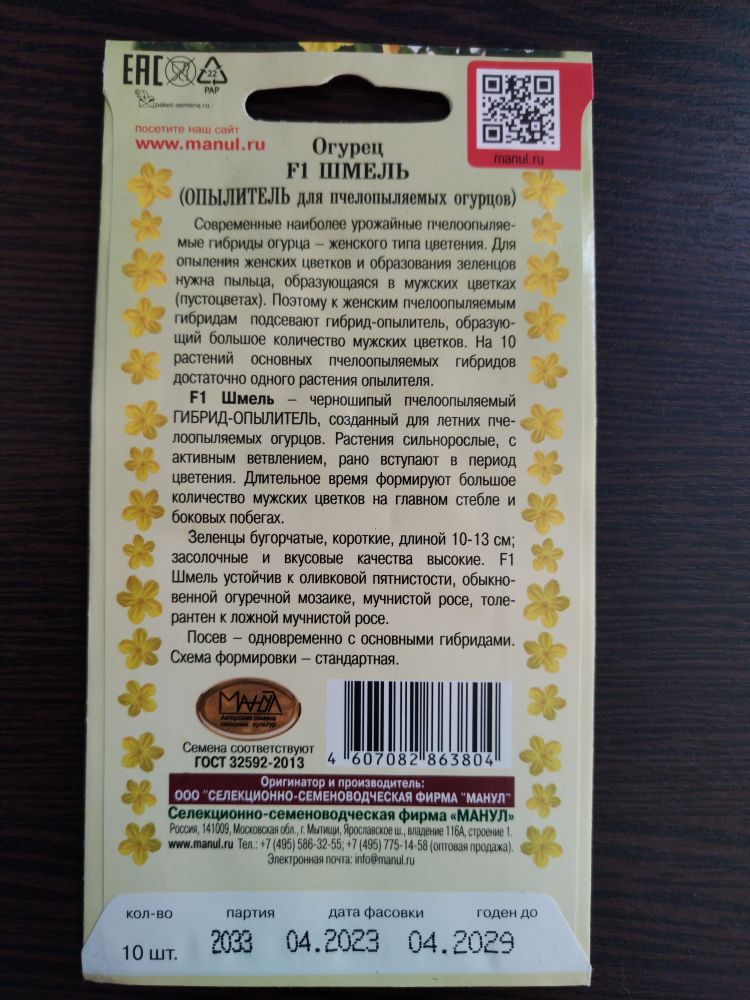 EAC
22
PAP
paket-semena.ru
посетите наш сайт
www.manul.ru
manul.ru
Огурец
F1 ШМЕЛЬ
(ОПЫЛИТЕЛЬ для пчелопыляемых огурцов)
Современные наиболее урожайные пчелоопыляе-
мые гибриды огурца – женского типа цветения. Для
опыления женских цветков и образования зеленцов
нужна пыльца, образующаяся в мужских цветках
(пустоцветах). Поэтому к женским пчелоопыляемым
гибридам подсевают гибрид-опылитель, образую-
щий большое количество мужских цветков. На 10
растений основных пчелоопыляемых гибридов
достаточно одного растения опылителя.
F1 Шмель – черношипый пчелоопыляемый
ГИБРИД-ОПЫЛИТЕЛЬ, созданный для летних пче-
лоопыляемых огурцов. Растения сильнорослые, с
активным ветвлением, рано вступают в период
цветения. Длительное время формируют большое
количество мужских цветков на главном стебле и
боковых побегах.
Зеленцы бугорчатые, короткие, длиной 10-13 см;
засолочные и вкусовые качества высокие. F1
Шмель устойчив к оливковой пятнистости, обыкно-
венной огуречной мозаике, мучнистой росе, толе-
рантен к ложной мучнистой росе.
Посев – одновременно с основными гибридами.
Схема формировки – стандартная.
МАНУЛ
Авторские семена
овощных культур
Семена соответствуют
ГОСТ 32592-2013
4 607082 863804
Оригинатор и производитель:
ООО "СЕЛЕКЦИОННО-СЕМЕНОВОДЧЕСКАЯ ФИРМА "МАНУЛ"
Селекционно-семеноводческая фирма «МАНУЛ»
Россия, 141009, Московская обл., г. Мытищи, Ярославское ш., владение 116А, строение 1.
www.manul.ru Тел.: +7 (495) 586-32-55; +7 (495) 775-14-58 (оптовая продажа).
Электронная почта: info@manul.ru
кол-во партия дата фасовки годен до
10 шт. 2033 04.2023 04.2029